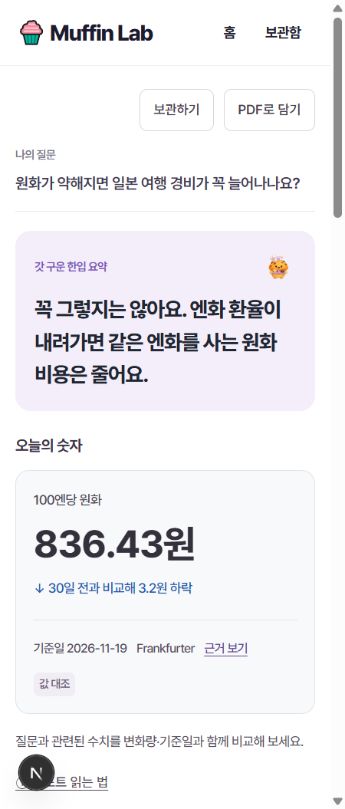 Muffin Lab
홈 보관함
보관하기 PDF로 담기
나의 질문
원화가 약해지면 일본 여행 경비가 꼭 늘어나나요?
갓 구운 한입 요약
꼭 그렇지는 않아요. 엔화 환율이
내려가면 같은 엔화를 사는 원화
비용은 줄어요.
오늘의 숫자
100엔당 원화
836.43원
↓ 30일 전과 비교해 3.2원 하락
기준일 2026-11-19 Frankfurter 근거 보기
값 대조
질문과 관련된 수치를 변화량·기준일과 함께 비교해 보세요.
N
트 읽는 법